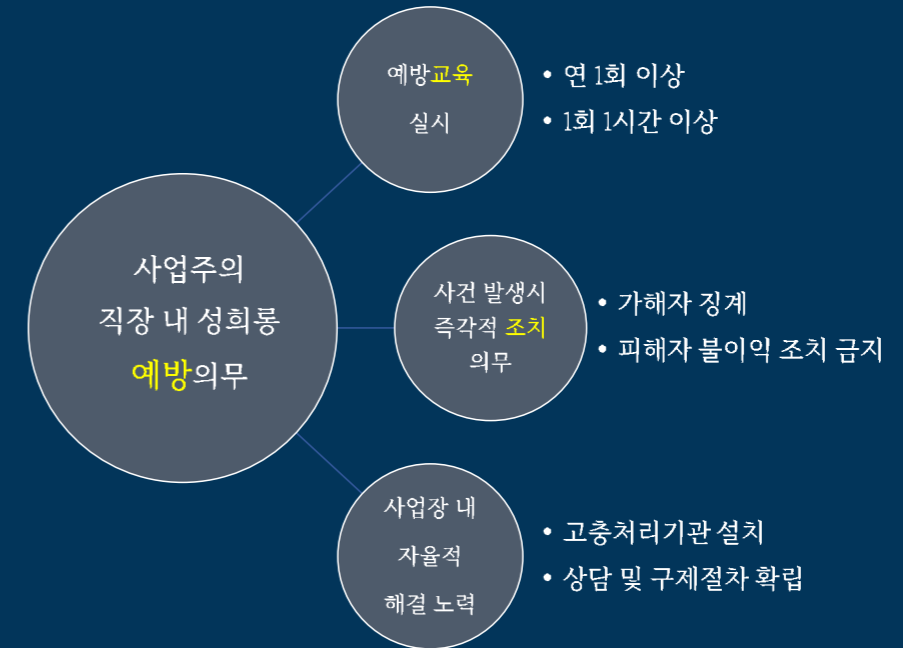 사업주의
직장 내 성희롱
예방의무
예방교육
실시
• 연 1회 이상
• 1회 1시간 이상
사건 발생시
즉각적 조치
의무
• 가해자 징계
• 피해자 불이익 조치 금지
사업장 내
자율적
해결 노력
• 고충처리기관 설치
• 상담 및 구제절차 확립